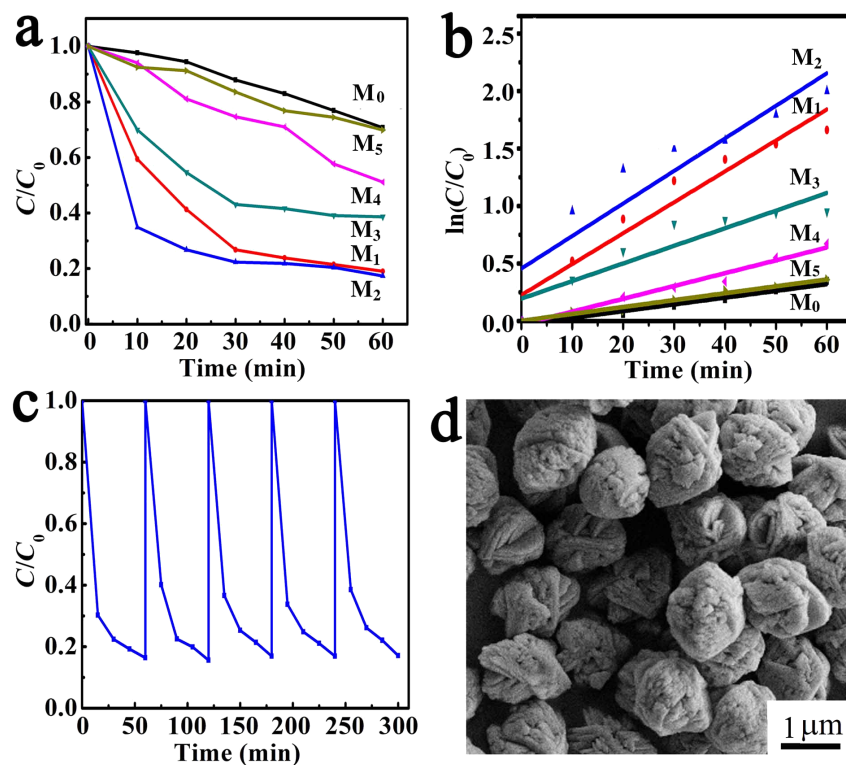 a
C/C₀
1.0
0.8
0.6
0.4
0.2
0.0
M₀
M₅
M₄
M₃
M₁
M₂
0 10 20 30 40 50 60
Time (min)
b
ln(C/C₀)
2.5
2.0
1.5
1.0
0.5
0.0
M₂
M₁
M₃
M₄
M₅
M₀
10 20 30 40 50 60
Time (min)
c
C/C₀
1.0
0.8
0.6
0.4
0.2
0.0
0 50 100 150 200 250 300
Time (min)
d
1 μm